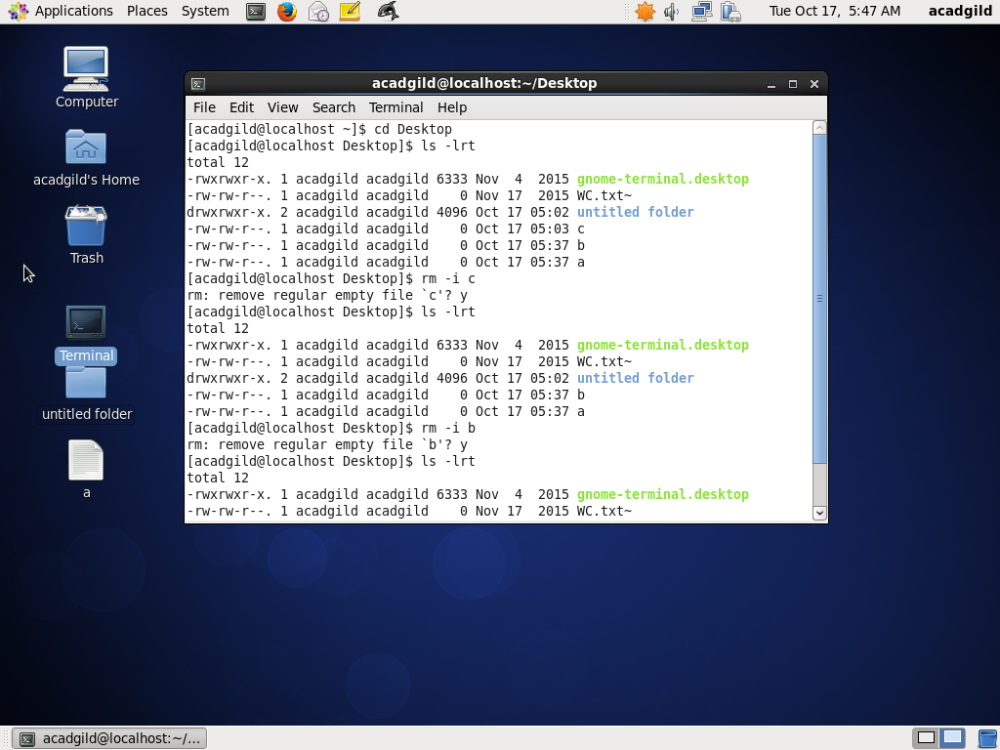 Applications Places System Tue Oct 17, 5:47 AM acadgild
Computer
acadgild's Home
Trash
Terminal
untitled folder
a
acadgild@localhost:~/Desktop
File Edit View Search Terminal Help
[acadgild@localhost ~]$ cd Desktop
[acadgild@localhost Desktop]$ ls -lrt
total 12
-rwxrwxr-x. 1 acadgild acadgild 6333 Nov  4  2015 gnome-terminal.desktop
-rw-rw-r--. 1 acadgild acadgild    0 Nov 17  2015 WC.txt~
drwxrwxr-x. 2 acadgild acadgild 4096 Oct 17 05:02 untitled folder
-rw-rw-r--. 1 acadgild acadgild    0 Oct 17 05:03 c
-rw-rw-r--. 1 acadgild acadgild    0 Oct 17 05:37 b
-rw-rw-r--. 1 acadgild acadgild    0 Oct 17 05:37 a
[acadgild@localhost Desktop]$ rm -i c
rm: remove regular empty file `c'? y
[acadgild@localhost Desktop]$ ls -lrt
total 12
-rwxrwxr-x. 1 acadgild acadgild 6333 Nov  4  2015 gnome-terminal.desktop
-rw-rw-r--. 1 acadgild acadgild    0 Nov 17  2015 WC.txt~
drwxrwxr-x. 2 acadgild acadgild 4096 Oct 17 05:02 untitled folder
-rw-rw-r--. 1 acadgild acadgild    0 Oct 17 05:37 b
-rw-rw-r--. 1 acadgild acadgild    0 Oct 17 05:37 a
[acadgild@localhost Desktop]$ rm -i b
rm: remove regular empty file `b'? y
[acadgild@localhost Desktop]$ ls -lrt
total 12
-rwxrwxr-x. 1 acadgild acadgild 6333 Nov  4  2015 gnome-terminal.desktop
-rw-rw-r--. 1 acadgild acadgild    0 Nov 17  2015 WC.txt~
acadgild@localhost:~/...